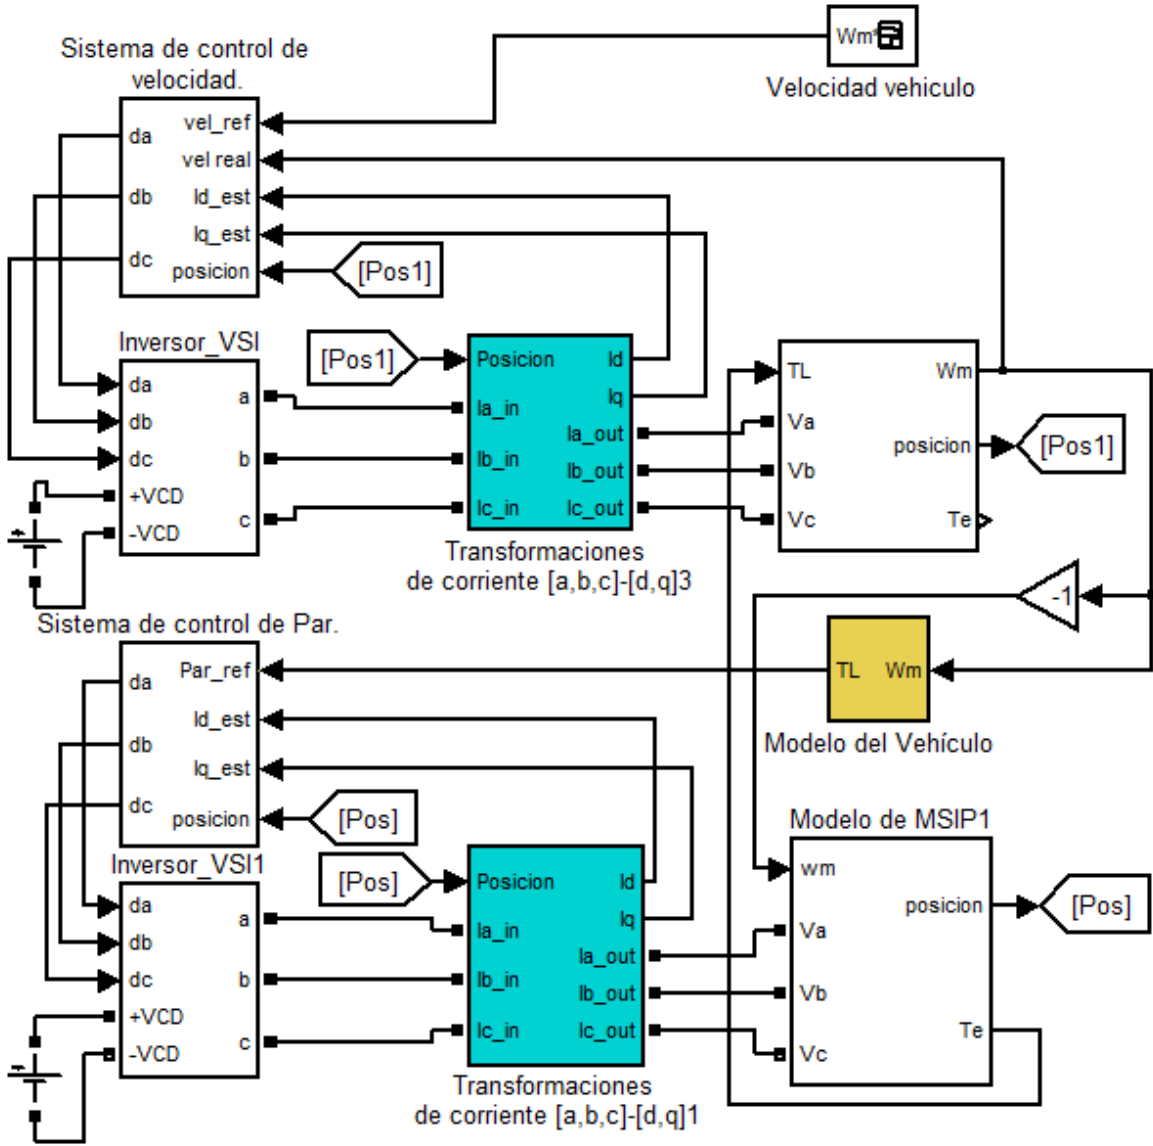 Sistema de control de
velocidad.
da
db
dc
vel_ref
vel real
Id_est
Iq_est
posicion
[Pos1]
Wm*
Velocidad vehiculo
Inversor_VSI
da
db
dc
+VCD
-VCD
a
b
c
[Pos1]
Posicion
Ia_in
Ib_in
Ic_in
Id
Iq
Ia_out
Ib_out
Ic_out
Transformaciones
de corriente [a,b,c]-[d,q]3
TL
Va
Vb
Vc
Wm
posicion
Te
[Pos1]
-1
Sistema de control de Par.
da
db
dc
Par_ref
Id_est
Iq_est
posicion
[Pos]
TL
Wm
Modelo del Vehículo
Inversor_VSI1
da
db
dc
+VCD
-VCD
a
b
c
[Pos]
Posicion
Ia_in
Ib_in
Ic_in
Id
Iq
Ia_out
Ib_out
Ic_out
Transformaciones
de corriente [a,b,c]-[d,q]1
Modelo de MSIP1
wm
Va
Vb
Vc
posicion
Te
[Pos]